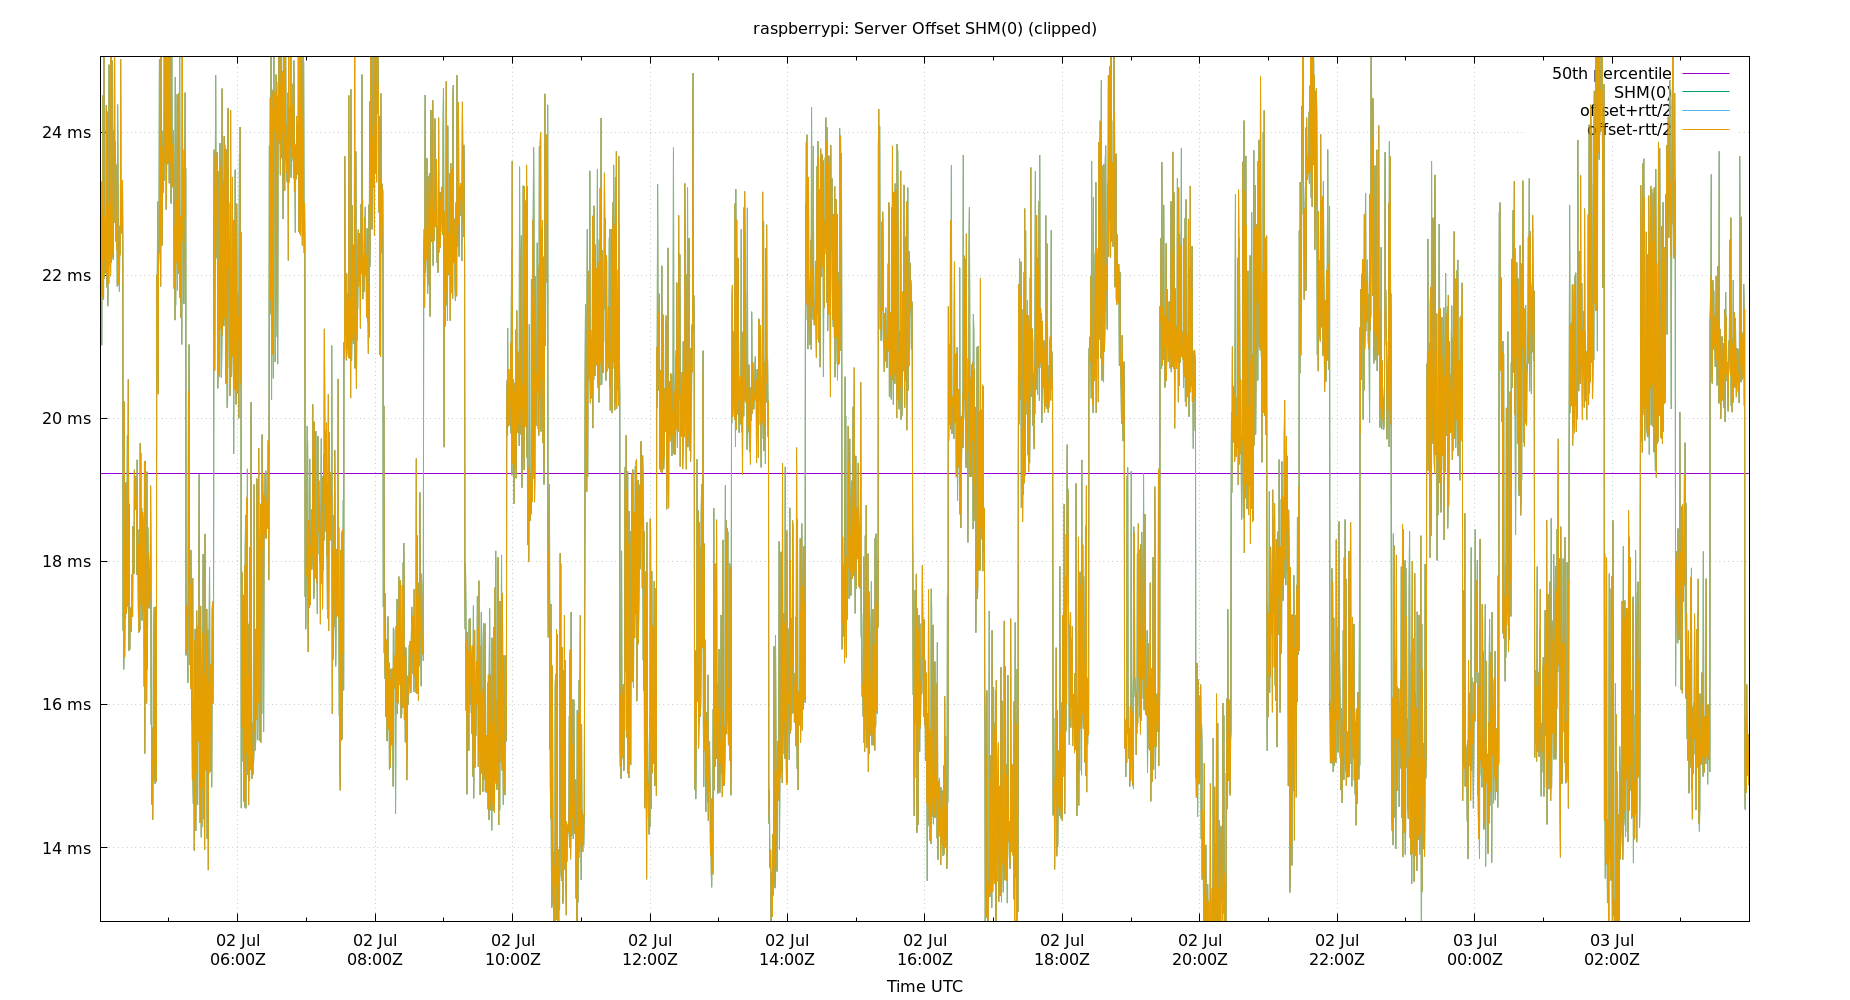 raspberrypi: Server Offset SHM(0) (clipped)
50th percentile
SHM(0)
offset+rtt/2
offset-rtt/2
24 ms
22 ms
20 ms
18 ms
16 ms
14 ms
02 Jul 02 Jul 02 Jul 02 Jul 02 Jul 02 Jul 02 Jul 02 Jul 02 Jul 03 Jul 03 Jul
06:00Z 08:00Z 10:00Z 12:00Z 14:00Z 16:00Z 18:00Z 20:00Z 22:00Z 00:00Z 02:00Z
Time UTC